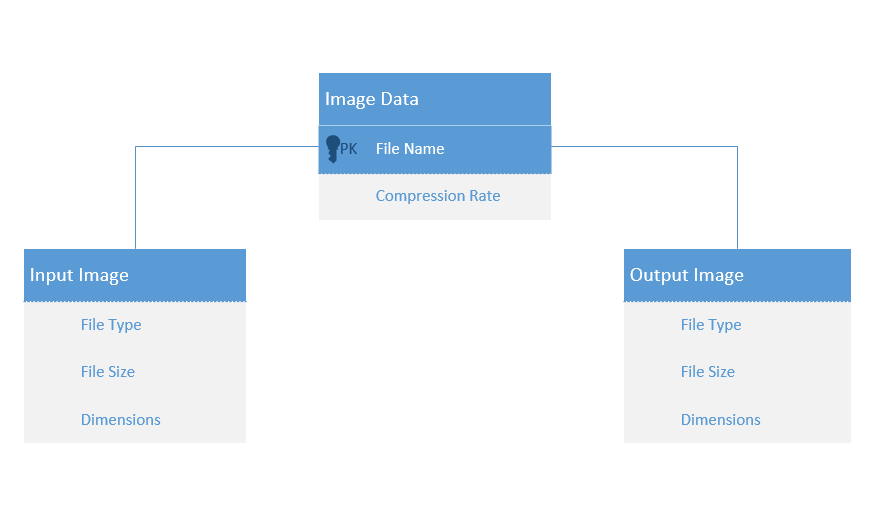 Image Data
PK File Name
Compression Rate
Input Image
File Type
File Size
Dimensions
Output Image
File Type
File Size
Dimensions